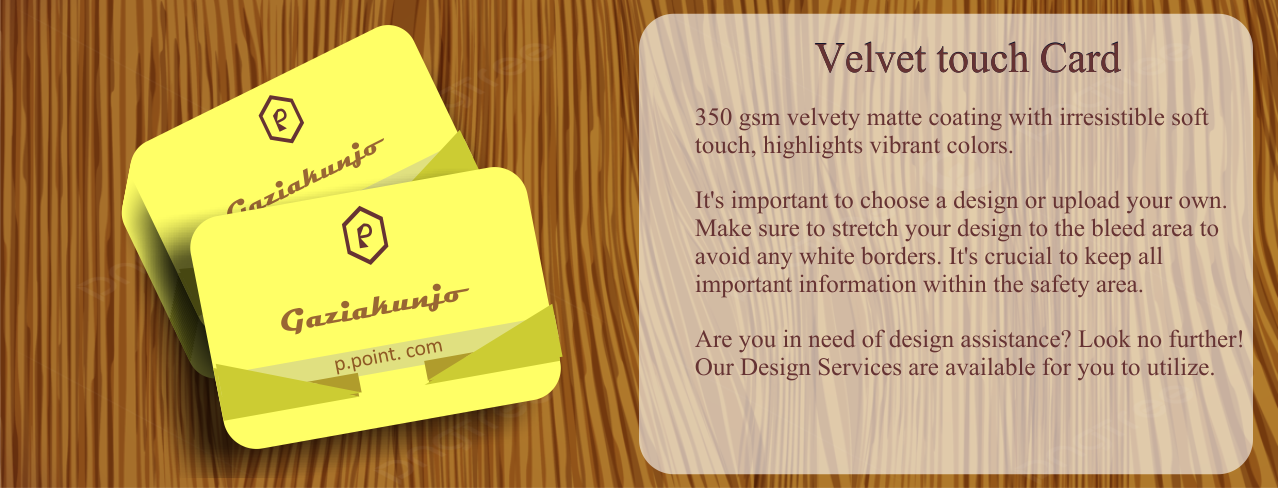 P
Gaziakunjo
P
Gaziakunjo
p.point. com
Velvet touch Card
350 gsm velvety matte coating with irresistible soft
touch, highlights vibrant colors.
It's important to choose a design or upload your own.
Make sure to stretch your design to the bleed area to
avoid any white borders. It's crucial to keep all
important information within the safety area.
Are you in need of design assistance? Look no further!
Our Design Services are available for you to utilize.